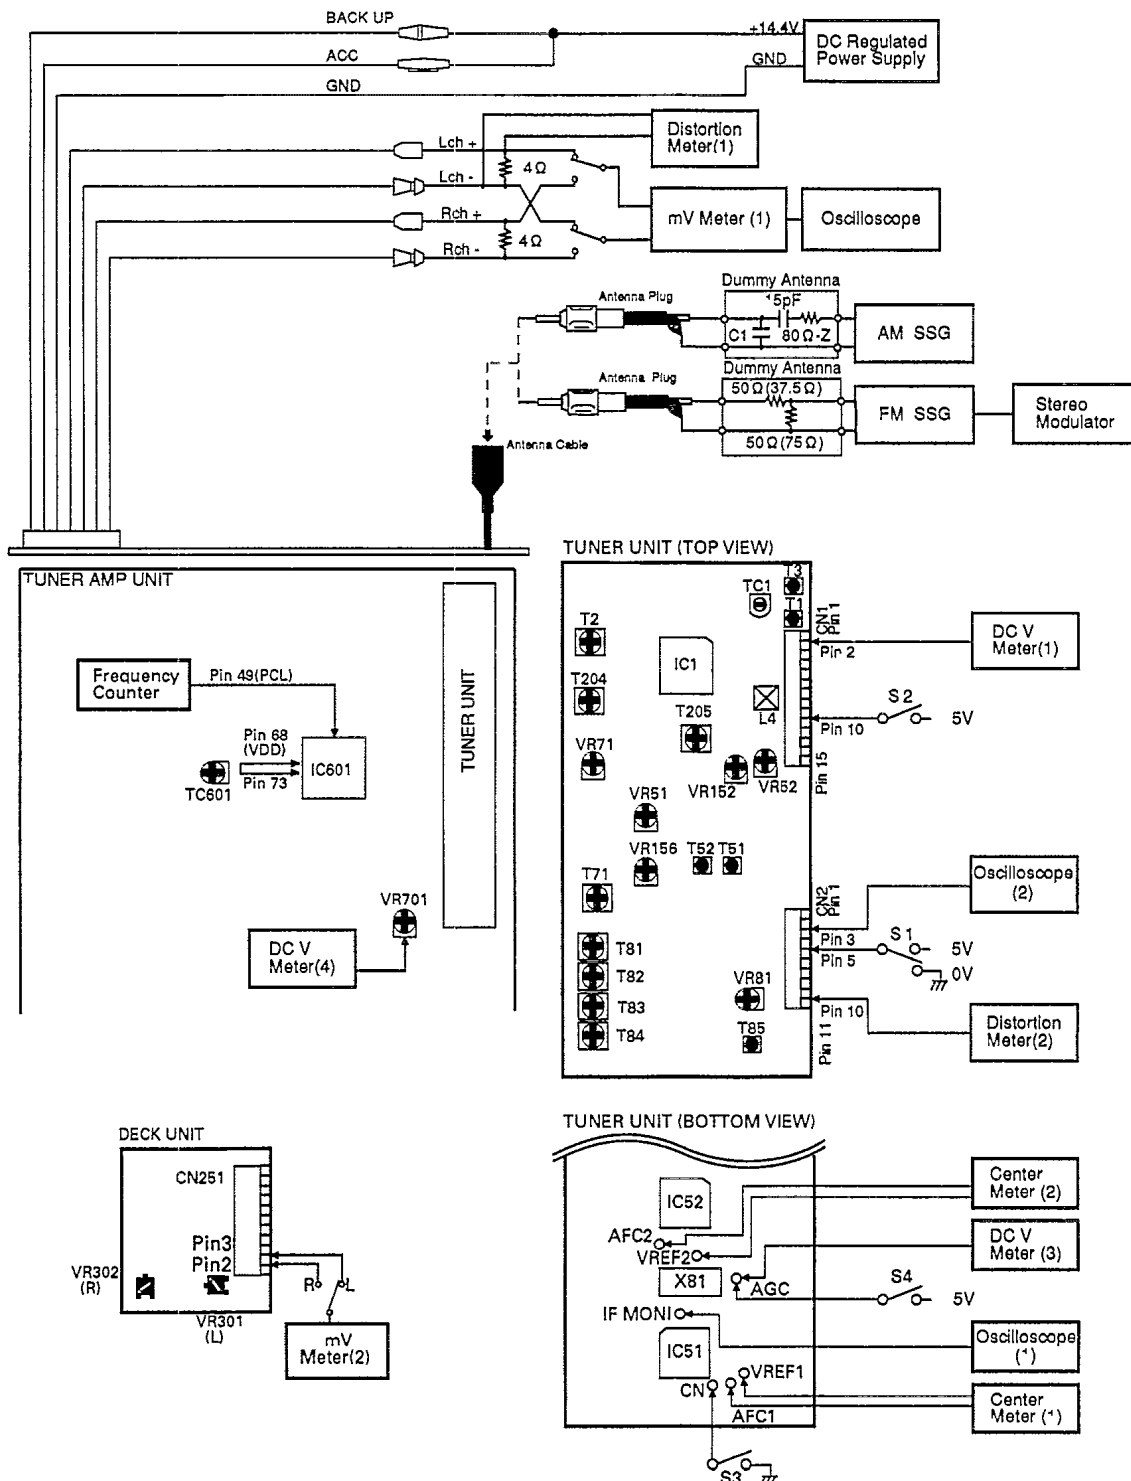 BACK UP
+14.4V
DC Regulated
Power Supply
ACC
GND
GND
Distortion
Meter(1)
Lch +
4Ω
Lch -
Rch +
4Ω
Rch -
mV Meter (1)
Oscilloscope
Dummy Antenna
Antenna Plug
15pF
C1
80Ω-Z
AM SSG
Dummy Antenna
Antenna Plug
50Ω(37.5Ω)
FM SSG
Stereo
Modulator
50Ω(75Ω)
Antenna Cable
TUNER UNIT (TOP VIEW)
TUNER AMP UNIT
TUNER UNIT
Frequency
Counter
Pin 49(PCL)
Pin 68
(VDD)
Pin 73
TC601
IC601
VR701
DC V
Meter(4)
T3
TC1
T1
T2
IC1
CN1
Pin 1
Pin 2
DC V
Meter(1)
T204
L4
T205
S2
5V
Pin 10
VR71
VR152
VR52
Pin 15
VR51
VR156
T52
T51
T71
CN2
Pin 1
Oscilloscope
(2)
Pin 3
S1
5V
0V
Pin 5
T81
T82
T83
T84
VR81
T85
Pin 10
Pin 11
Distortion
Meter(2)
DECK UNIT
CN251
Pin3
Pin2
VR302
(R)
VR301
(L)
R
L
mV
Meter(2)
TUNER UNIT (BOTTOM VIEW)
IC52
Center
Meter (2)
AFC2
VREF2
DC V
Meter (3)
X81
AGC
S4
5V
IF MONI
Oscilloscope
(1)
IC51
VREF1
CN
AFC1
Center
Meter (1)
S3